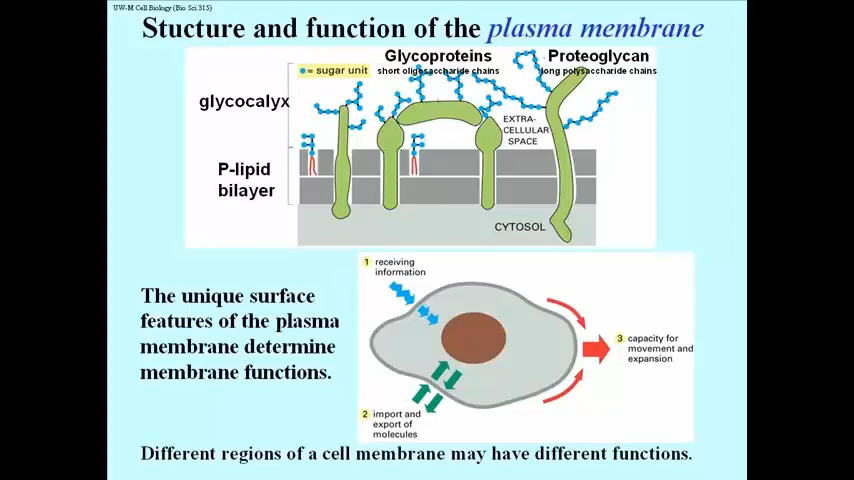 UW-M Cell Biology (Bio Sci 315)
Stucture and function of the plasma membrane
Glycoproteins
short oligosaccharide chains
Proteoglycan
long polysaccharide chains
= sugar unit
glycocalyx
EXTRA-
CELLULAR
SPACE
P-lipid
bilayer
CYTOSOL
1 receiving
information
The unique surface
features of the plasma
membrane determine
membrane functions.
3 capacity for
movement and
expansion
2 import and
export of
molecules
Different regions of a cell membrane may have different functions.